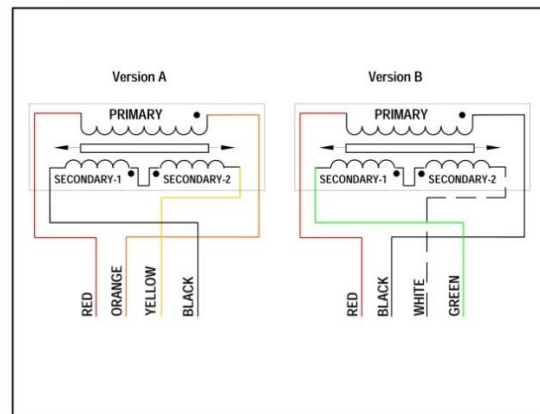 Version A
PRIMARY
SECONDARY-1
SECONDARY-2
RED
ORANGE
YELLOW
BLACK
Version B
PRIMARY
SECONDARY-1
SECONDARY-2
RED
BLACK
WHITE
GREEN